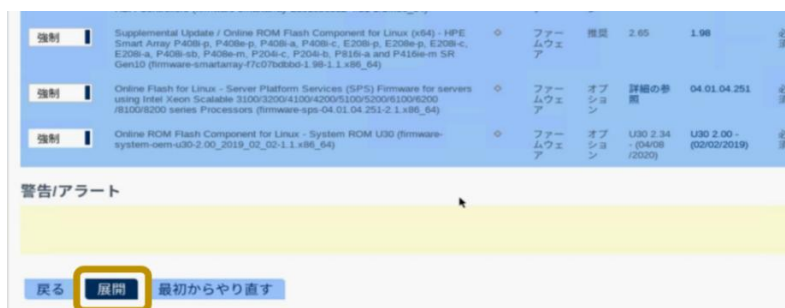 強制
Supplemental Update / Online ROM Flash Component for Linux (x64) - HPE
Smart Array P408i-p, P408e-p, P408i-a, P408i-c, E208i-p, E208e-p, E208i-c,
E208i-a, P408i-sb, P408e-m, P204i-c, P204i-b, P816i-a and P416ie-m SR
Gen10 (firmware-smartarray-f7c07bdbbd-1.98-1.1.x86_64)
ファー
ムウェ
ア
推奨
2.65
1.98
強制
Online Flash for Linux - Server Platform Services (SPS) Firmware for servers
using Intel Xeon Scalable 3100/3200/4100/4200/5100/5200/6100/6200
/8100/8200 series Processors (firmware-sps-04.01.04.251-2.1.x86_64)
ファー
ムウェ
ア
オプ
ショ
ン
詳細の参
照
04.01.04.251
強制
Online ROM Flash Component for Linux - System ROM U30 (firmware-
system-oem-u30-2.00_2019_02_02-1.1.x86_64)
ファー
ムウェ
ア
オプ
ショ
ン
U30 2.34
- (04/08
/2020)
U30 2.00 -
(02/02/2019)
警告/アラート
戻る 展開 最初からやり直す